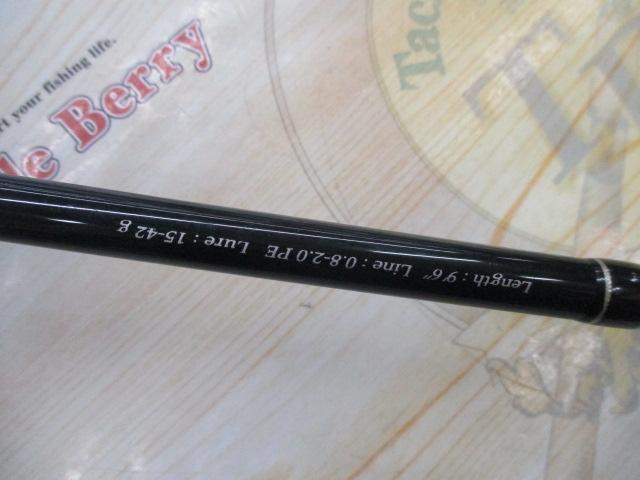 rt your fishing life.
le Berry
Tac
Length : 9'6" Line : 0.8-2.0 PE Lure : 15-42 g